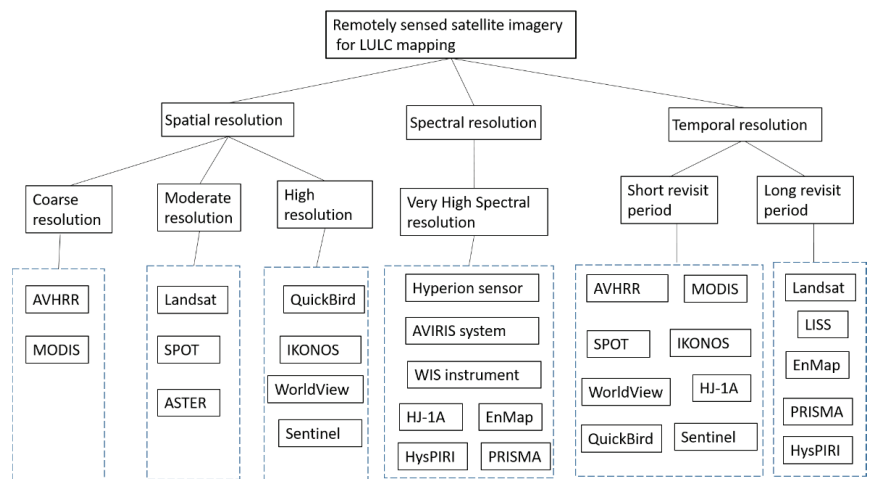 Remotely sensed satellite imagery
for LULC mapping
Spatial resolution
Spectral resolution
Temporal resolution
Coarse
resolution
Moderate
resolution
High
resolution
Very High Spectral
resolution
Short revisit
period
Long revisit
period
AVHRR
MODIS
Landsat
SPOT
ASTER
QuickBird
IKONOS
WorldView
Sentinel
Hyperion sensor
AVIRIS system
WIS instrument
HJ-1A
EnMap
HysPIRI
PRISMA
AVHRR
MODIS
SPOT
IKONOS
WorldView
HJ-1A
QuickBird
Sentinel
Landsat
LISS
EnMap
PRISMA
HysPIRI